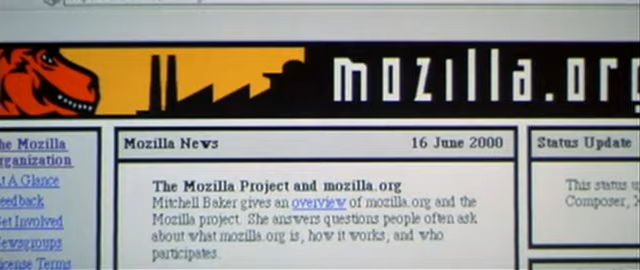 mozilla.org
he Mozilla
rganization
t A Glance
eedback
et Involved
ewsgroups
icense Terms
Mozilla News 16 June 2000
The Mozilla Project and mozilla.org
Mitchell Baker gives an overview of mozilla.org and the
Mozilla project. She answers questions people often ask
about what mozilla.org is, how it works, and who
participates.
Status Update
This status u
Composer, X